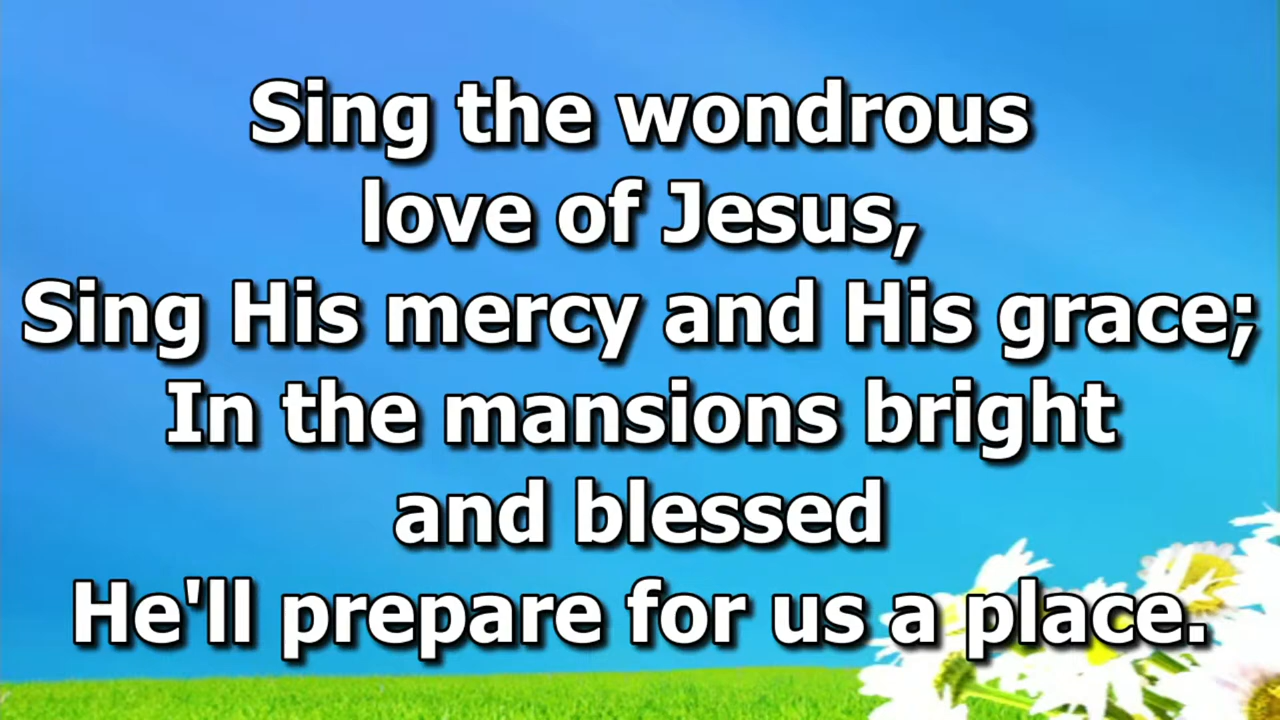 Sing the wondrous
love of Jesus,
Sing His mercy and His grace;
In the mansions bright
and blessed
He'll prepare for us a place.